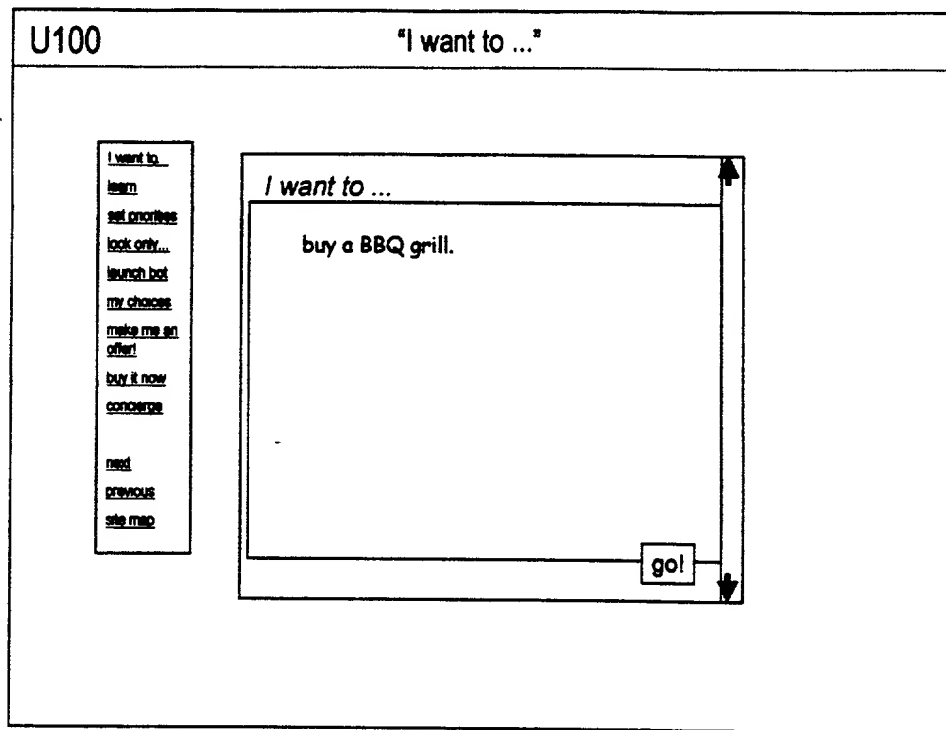 U100
"I want to ..."
I want to...
learn
set priorities
look only...
launch bot
my choices
make me an
offer!
buy it now
concierge
next
previous
site map
I want to ...
buy a BBQ grill.
go!